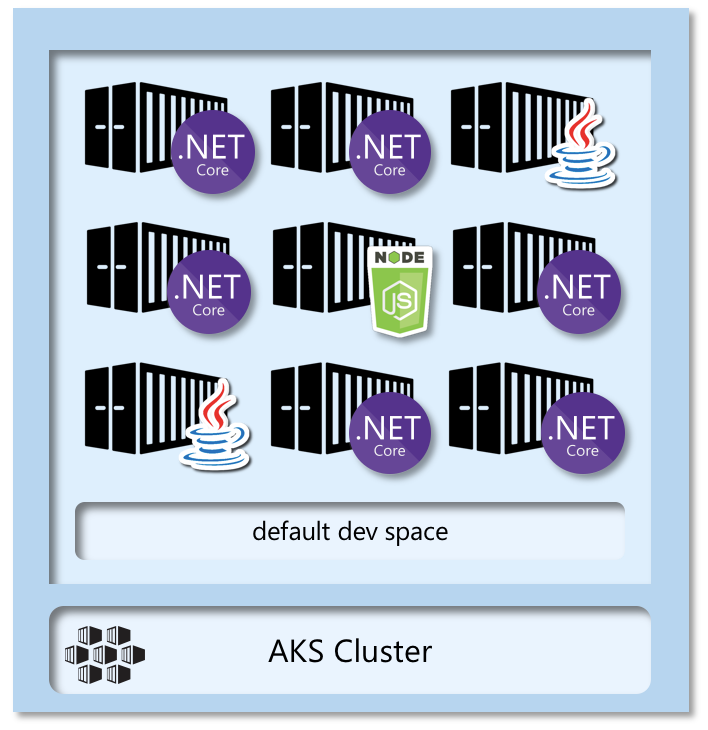 .NET
Core
.NET
Core
.NET
Core
NODE
JS
.NET
Core
.NET
Core
.NET
Core
default dev space
AKS Cluster